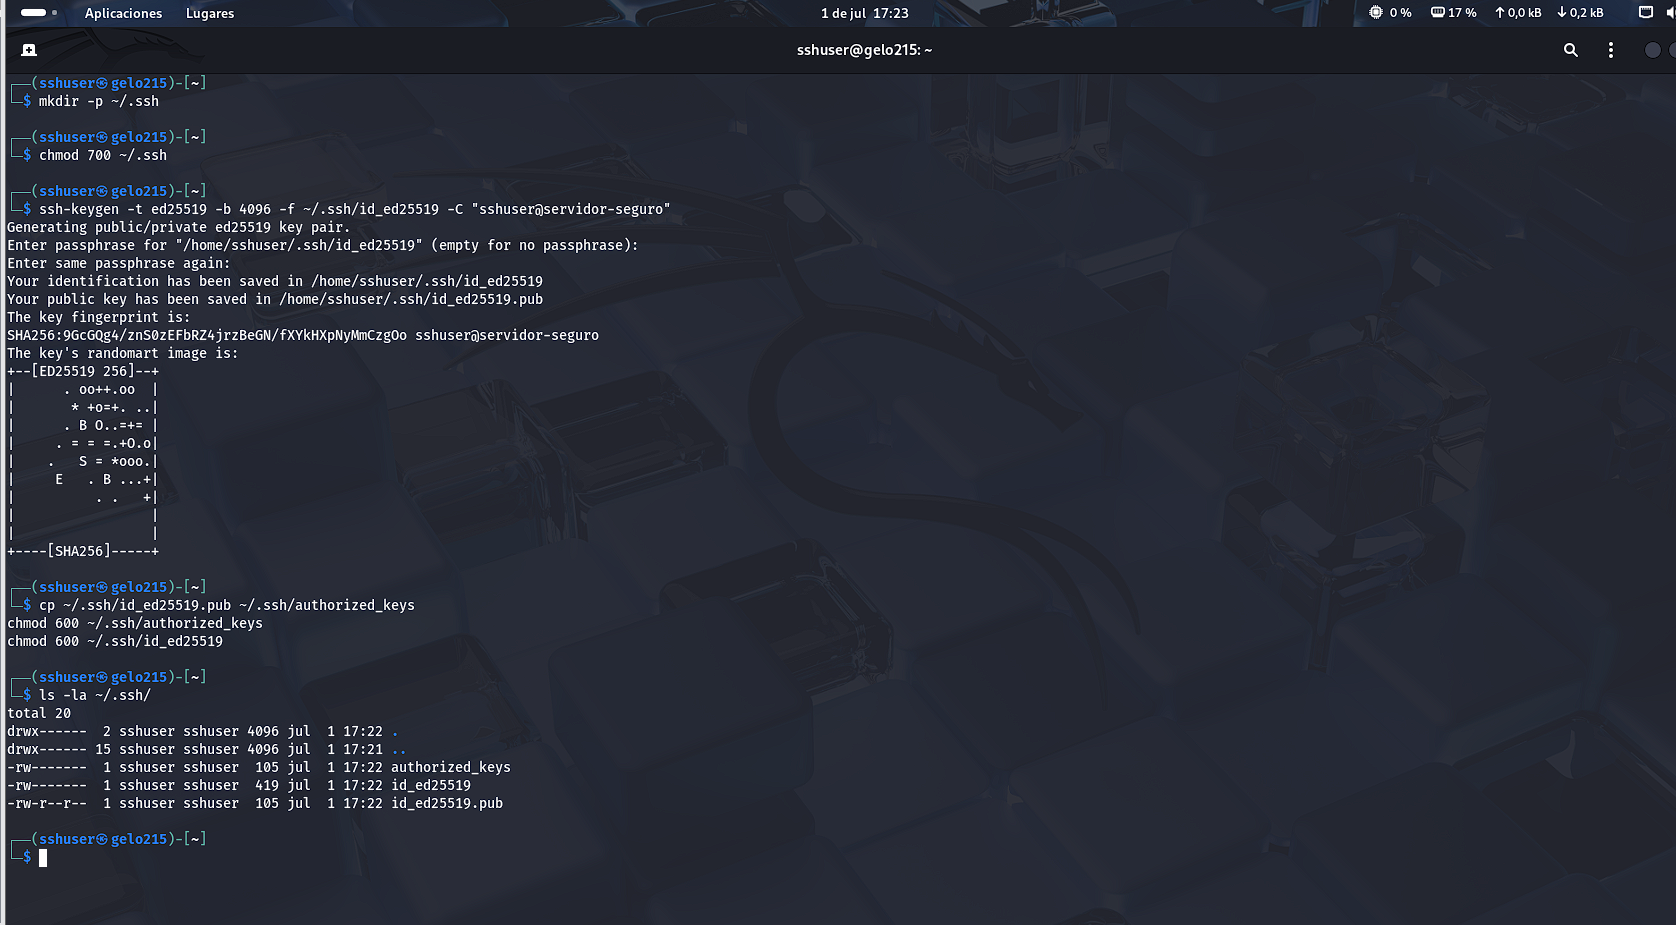 Aplicaciones Lugares 1 de jul 17:23 0 % 17 % 0,0 kB 0,2 kB
sshuser@gelo215: ~
┌──(sshuser㉿gelo215)-[~]
└─$ mkdir -p ~/.ssh
┌──(sshuser㉿gelo215)-[~]
└─$ chmod 700 ~/.ssh
┌──(sshuser㉿gelo215)-[~]
└─$ ssh-keygen -t ed25519 -b 4096 -f ~/.ssh/id_ed25519 -C "sshuser@servidor-seguro"
Generating public/private ed25519 key pair.
Enter passphrase for "/home/sshuser/.ssh/id_ed25519" (empty for no passphrase):
Enter same passphrase again:
Your identification has been saved in /home/sshuser/.ssh/id_ed25519
Your public key has been saved in /home/sshuser/.ssh/id_ed25519.pub
The key fingerprint is:
SHA256:9GcGQg4/znS0zEFbRZ4jrzBeGN/fXYkHXpNyMmCzgOo sshuser@servidor-seguro
The key's randomart image is:
+--[ED25519 256]--+
|      . oo++.oo  |
|       * +o=+. ..|
|      . B O..=+= |
|     . = = =.+O.o|
|    .   S = *ooo.|
|     E   . B ...+|
|          . .   +|
|                 |
|                 |
+----[SHA256]-----+
┌──(sshuser㉿gelo215)-[~]
└─$ cp ~/.ssh/id_ed25519.pub ~/.ssh/authorized_keys
chmod 600 ~/.ssh/authorized_keys
chmod 600 ~/.ssh/id_ed25519
┌──(sshuser㉿gelo215)-[~]
└─$ ls -la ~/.ssh/
total 20
drwx------  2 sshuser sshuser 4096 jul  1 17:22 .
drwx------ 15 sshuser sshuser 4096 jul  1 17:21 ..
-rw-------  1 sshuser sshuser  105 jul  1 17:22 authorized_keys
-rw-------  1 sshuser sshuser  419 jul  1 17:22 id_ed25519
-rw-r--r--  1 sshuser sshuser  105 jul  1 17:22 id_ed25519.pub
┌──(sshuser㉿gelo215)-[~]
└─$